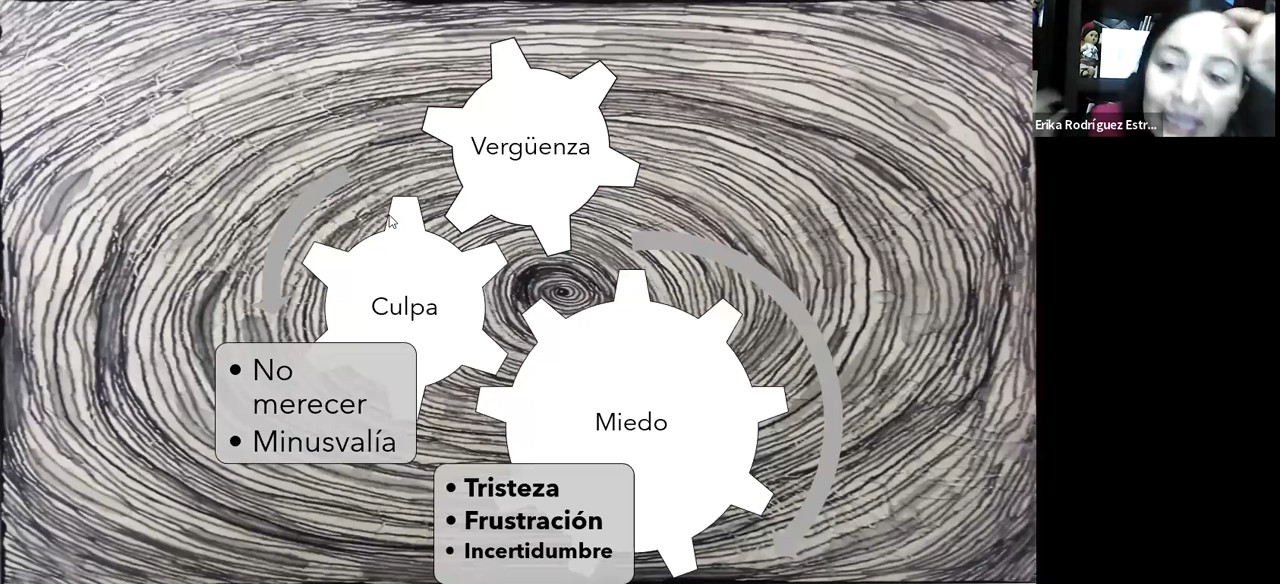 Vergüenza
Erika Rodríguez Estr...
Culpa
• No
merecer
• Minusvalía
Miedo
• Tristeza
• Frustración
• Incertidumbre